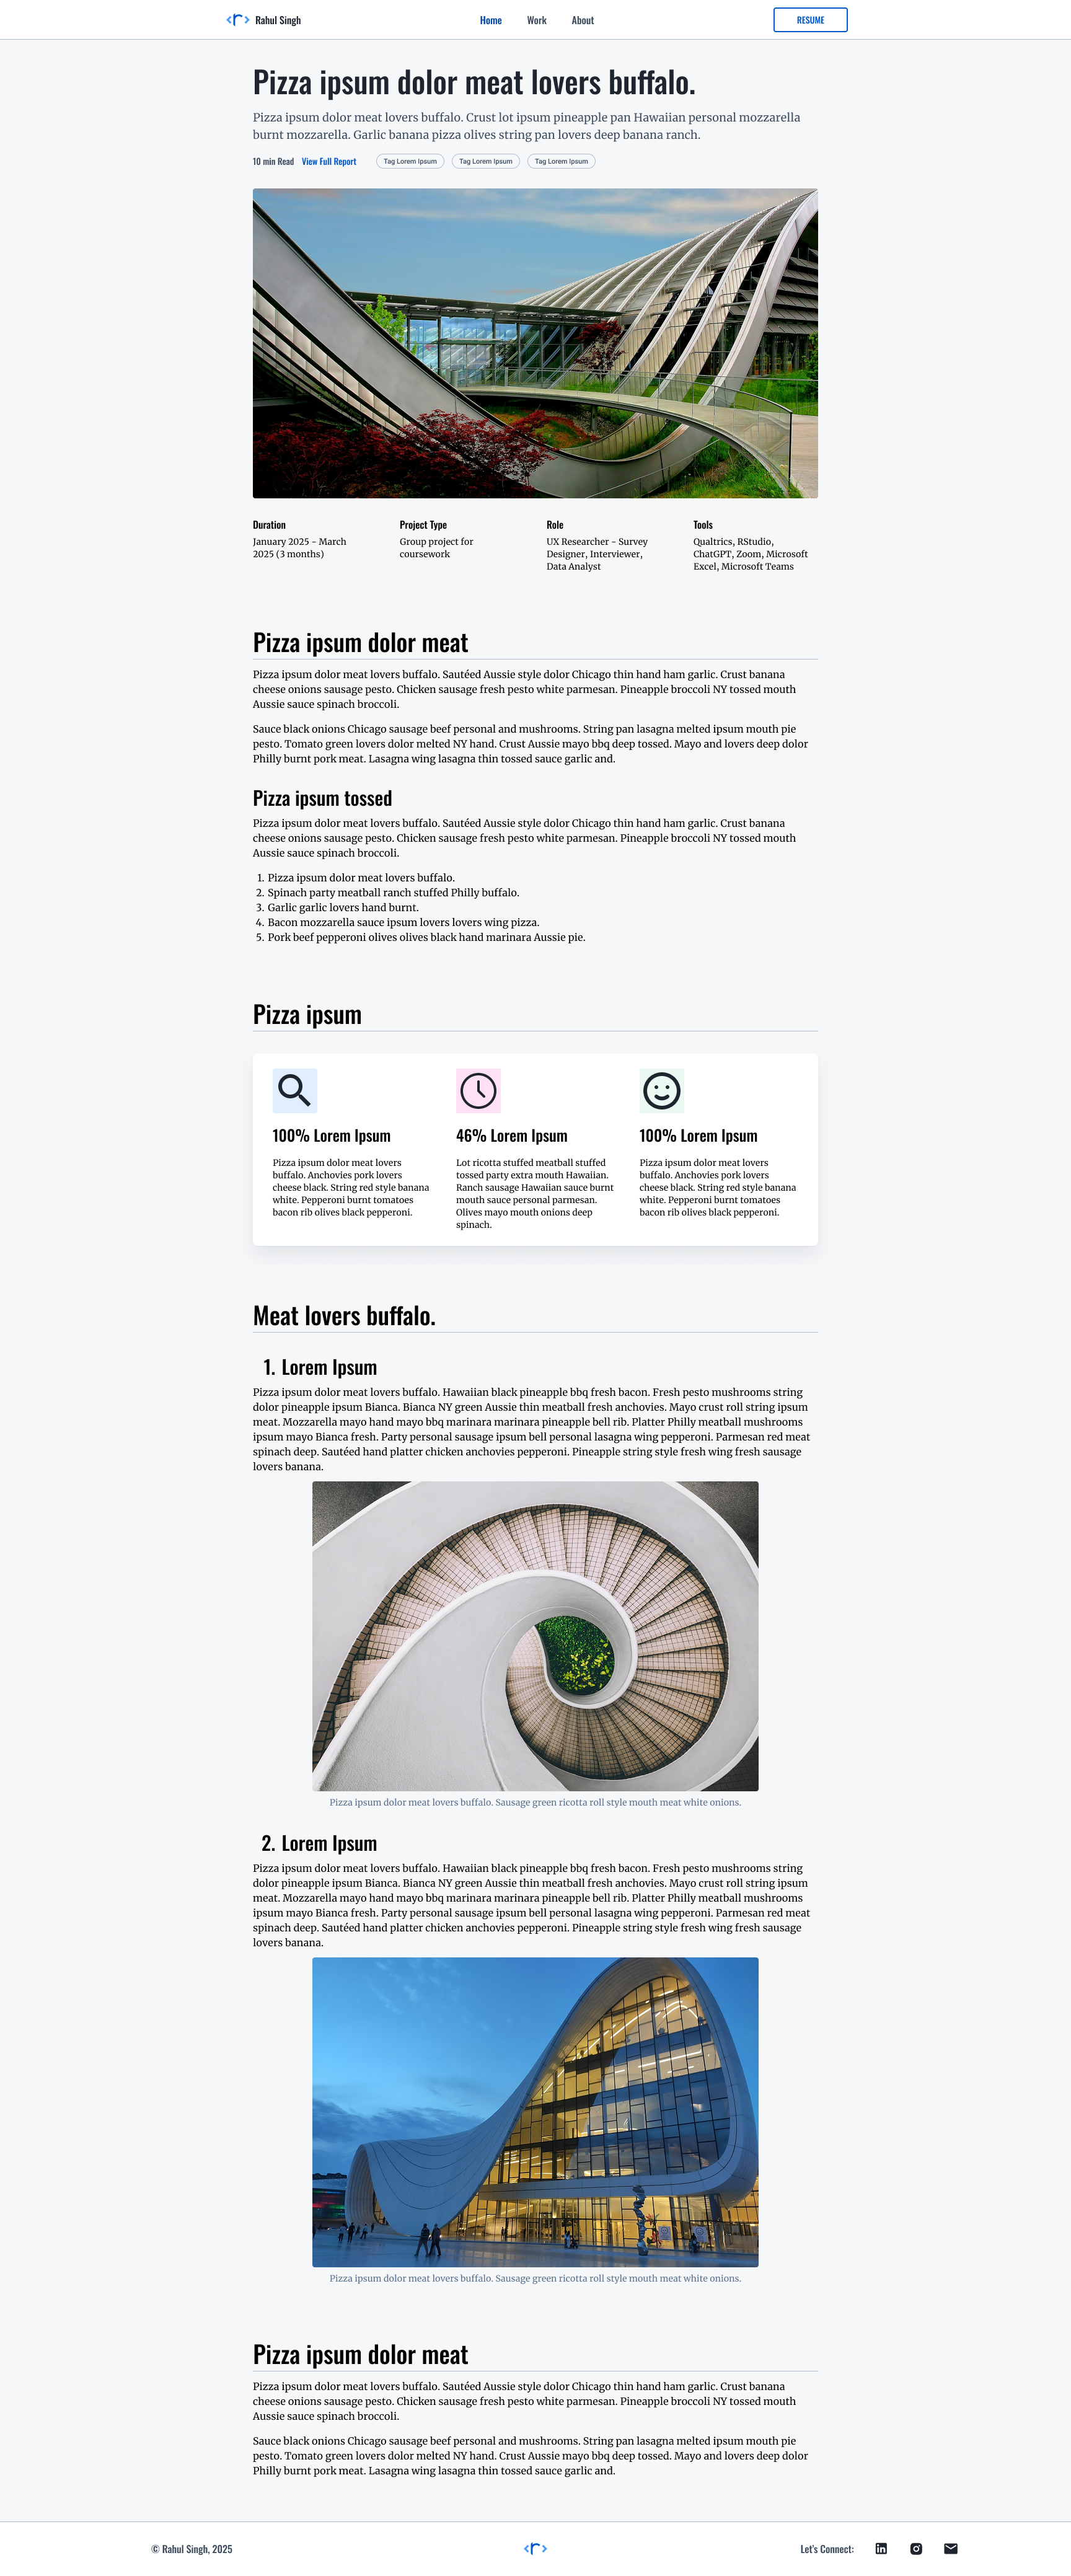 <r> Rahul Singh
Home Work About
RESUME
Pizza ipsum dolor meat lovers buffalo.
Pizza ipsum dolor meat lovers buffalo. Crust lot ipsum pineapple pan Hawaiian personal mozzarella
burnt mozzarella. Garlic banana pizza olives string pan lovers deep banana ranch.
10 min Read View Full Report Tag Lorem Ipsum Tag Lorem Ipsum Tag Lorem Ipsum
Duration
January 2025 - March
2025 (3 months)
Project Type
Group project for
coursework
Role
UX Researcher - Survey
Designer, Interviewer,
Data Analyst
Tools
Qualtrics, RStudio,
ChatGPT, Zoom, Microsoft
Excel, Microsoft Teams
Pizza ipsum dolor meat
Pizza ipsum dolor meat lovers buffalo. Sautéed Aussie style dolor Chicago thin hand ham garlic. Crust banana
cheese onions sausage pesto. Chicken sausage fresh pesto white parmesan. Pineapple broccoli NY tossed mouth
Aussie sauce spinach broccoli.
Sauce black onions Chicago sausage beef personal and mushrooms. String pan lasagna melted ipsum mouth pie
pesto. Tomato green lovers dolor melted NY hand. Crust Aussie mayo bbq deep tossed. Mayo and lovers deep dolor
Philly burnt pork meat. Lasagna wing lasagna thin tossed sauce garlic and.
Pizza ipsum tossed
Pizza ipsum dolor meat lovers buffalo. Sautéed Aussie style dolor Chicago thin hand ham garlic. Crust banana
cheese onions sausage pesto. Chicken sausage fresh pesto white parmesan. Pineapple broccoli NY tossed mouth
Aussie sauce spinach broccoli.
1. Pizza ipsum dolor meat lovers buffalo.
2. Spinach party meatball ranch stuffed Philly buffalo.
3. Garlic garlic lovers hand burnt.
4. Bacon mozzarella sauce ipsum lovers lovers wing pizza.
5. Pork beef pepperoni olives olives black hand marinara Aussie pie.
Pizza ipsum
100% Lorem Ipsum
Pizza ipsum dolor meat lovers
buffalo. Anchovies pork lovers
cheese black. String red style banana
white. Pepperoni burnt tomatoes
bacon rib olives black pepperoni.
46% Lorem Ipsum
Lot ricotta stuffed meatball stuffed
tossed party extra mouth Hawaiian.
Ranch sausage Hawaiian sauce burnt
mouth sauce personal parmesan.
Olives mayo mouth onions deep
spinach.
100% Lorem Ipsum
Pizza ipsum dolor meat lovers
buffalo. Anchovies pork lovers
cheese black. String red style banana
white. Pepperoni burnt tomatoes
bacon rib olives black pepperoni.
Meat lovers buffalo.
1. Lorem Ipsum
Pizza ipsum dolor meat lovers buffalo. Hawaiian black pineapple bbq fresh bacon. Fresh pesto mushrooms string
dolor pineapple ipsum Bianca. Bianca NY green Aussie thin meatball fresh anchovies. Mayo crust roll string ipsum
meat. Mozzarella mayo hand mayo bbq marinara marinara pineapple bell rib. Platter Philly meatball mushrooms
ipsum mayo Bianca fresh. Party personal sausage ipsum bell personal lasagna wing pepperoni. Parmesan red meat
spinach deep. Sautéed hand platter chicken anchovies pepperoni. Pineapple string style fresh wing fresh sausage
lovers banana.
Pizza ipsum dolor meat lovers buffalo. Sausage green ricotta roll style mouth meat white onions.
2. Lorem Ipsum
Pizza ipsum dolor meat lovers buffalo. Hawaiian black pineapple bbq fresh bacon. Fresh pesto mushrooms string
dolor pineapple ipsum Bianca. Bianca NY green Aussie thin meatball fresh anchovies. Mayo crust roll string ipsum
meat. Mozzarella mayo hand mayo bbq marinara marinara pineapple bell rib. Platter Philly meatball mushrooms
ipsum mayo Bianca fresh. Party personal sausage ipsum bell personal lasagna wing pepperoni. Parmesan red meat
spinach deep. Sautéed hand platter chicken anchovies pepperoni. Pineapple string style fresh wing fresh sausage
lovers banana.
Pizza ipsum dolor meat lovers buffalo. Sausage green ricotta roll style mouth meat white onions.
Pizza ipsum dolor meat
Pizza ipsum dolor meat lovers buffalo. Sautéed Aussie style dolor Chicago thin hand ham garlic. Crust banana
cheese onions sausage pesto. Chicken sausage fresh pesto white parmesan. Pineapple broccoli NY tossed mouth
Aussie sauce spinach broccoli.
Sauce black onions Chicago sausage beef personal and mushrooms. String pan lasagna melted ipsum mouth pie
pesto. Tomato green lovers dolor melted NY hand. Crust Aussie mayo bbq deep tossed. Mayo and lovers deep dolor
Philly burnt pork meat. Lasagna wing lasagna thin tossed sauce garlic and.
© Rahul Singh, 2025
<r>
Let's Connect: in